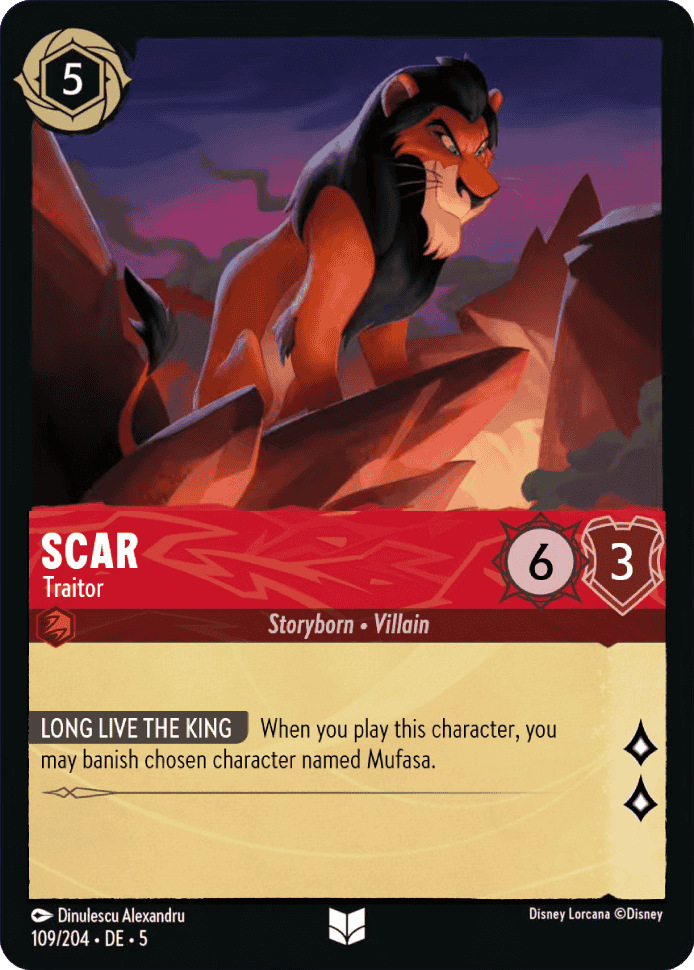 5
SCAR
Traitor
6
3
Storyborn • Villain
LONG LIVE THE KING When you play this character, you
may banish chosen character named Mufasa.
Dinulescu Alexandru
109/204 • DE • 5
Disney Lorcana ©Disney